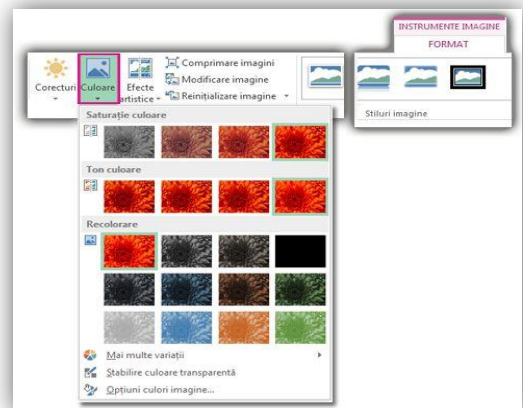 INSTRUMENTE IMAGINE
FORMAT
Corecturi
Culoare
Efecte
artistice
Comprimare imagini
Modificare imagine
Reinițializare imagine
Stiluri imagine
Saturație culoare
Ton culoare
Recolorare
Mai multe variații
Stabilire culoare transparentă
Opțiuni culori imagine...